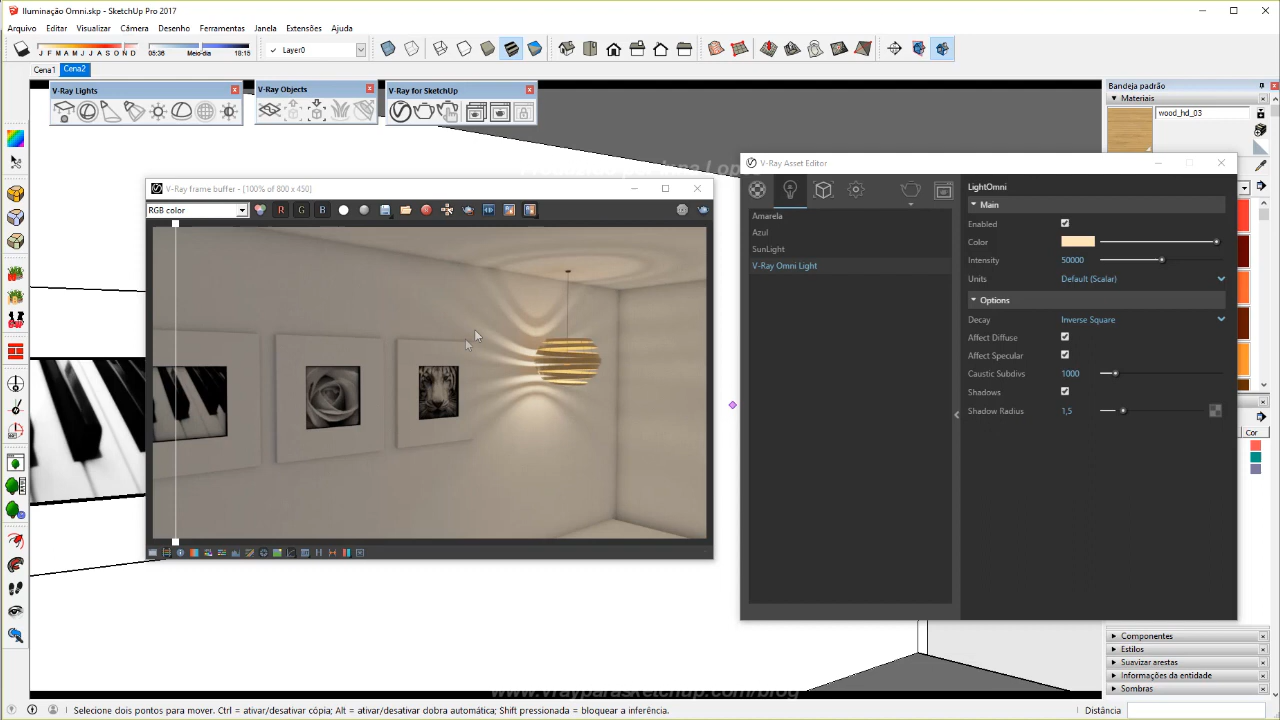 Iluminação Omni.skp - SketchUp Pro 2017
Arquivo Editar Visualizar Câmera Desenho Ferramentas Janela Extensões Ajuda
J F M A M J J A S O N D 05:36 Meio-dia 18:15 Layer0
Cena1 Cena2
V-Ray Lights V-Ray Objects V-Ray for SketchUp
Bandeja padrão
Materiais
wood_hd_03
V-Ray frame buffer - [100% of 800 x 450]
RGB color R G B
V-Ray Asset Editor
Amarela
Azul
SunLight
V-Ray Omni Light
LightOmni
Main
Enabled
Color
Intensity 50000
Units Default (Scalar)
Options
Decay Inverse Square
Affect Diffuse
Affect Specular
Caustic Subdivs 1000
Shadows
Shadow Radius 1,5
Cor
Componentes
Estilos
Suavizar arestas
Informações da entidade
Sombras
www.vrayparasketchup.com/blog
Selecione dois pontos para mover. Ctrl = ativar/desativar cópia; Alt = ativar/desativar dobra automática; Shift pressionada = bloquear a inferência.
Distância